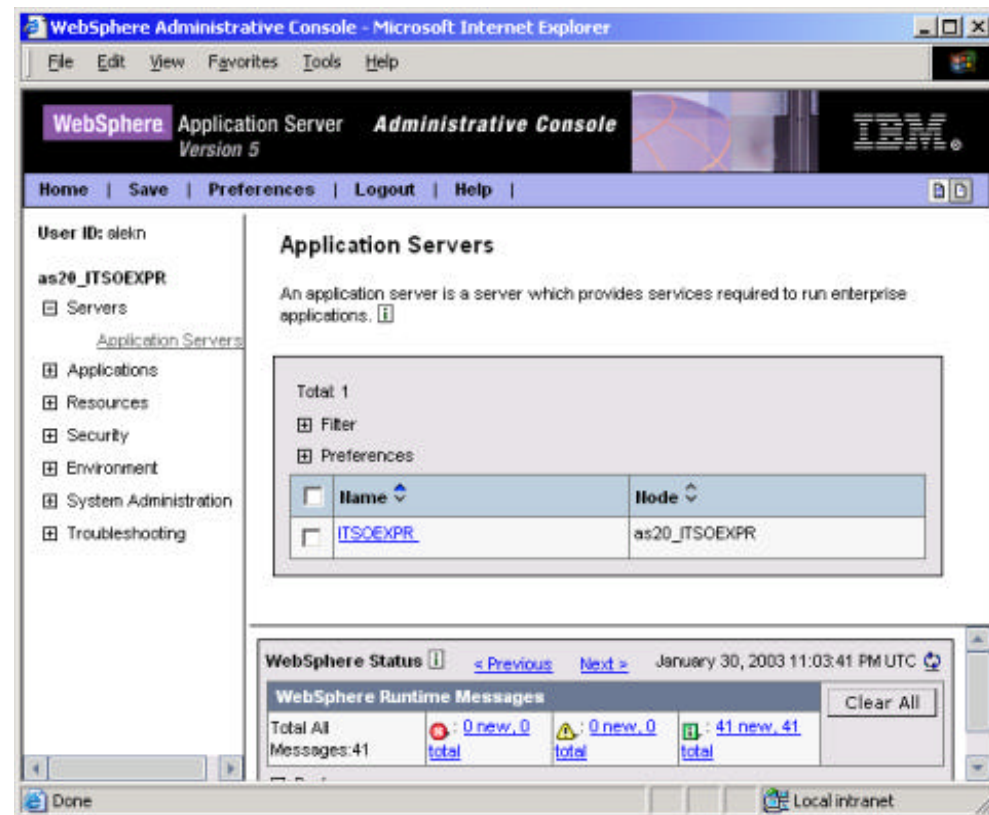 WebSphere Administrative Console - Microsoft Internet Explorer
File Edit View Favorites Tools Help
WebSphere Application Server Administrative Console
Version 5
IBM®
Home | Save | Preferences | Logout | Help |
User ID: alekn
as20_ITSOEXPR
Servers
Application Servers
Applications
Resources
Security
Environment
System Administration
Troubleshooting
Application Servers
An application server is a server which provides services required to run enterprise
applications. i
Total: 1
Filter
Preferences
Name Node
ITSOEXPR as20_ITSOEXPR
WebSphere Status i < Previous Next > January 30, 2003 11:03:41 PM UTC
WebSphere Runtime Messages
Clear All
Total All : 0 new, 0 : 0 new, 0 : 41 new, 41
Messages:41 total total total
Done Local intranet